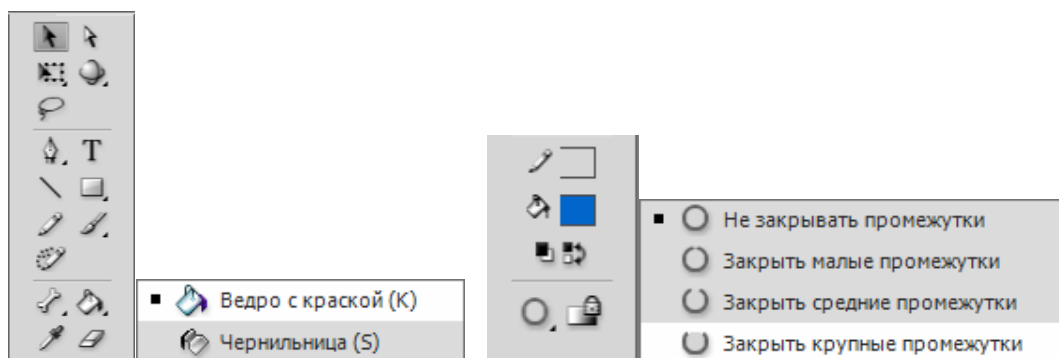 T
Ведро с краской (K)
Чернильница (S)
Не закрывать промежутки
Закрыть малые промежутки
Закрыть средние промежутки
Закрыть крупные промежутки